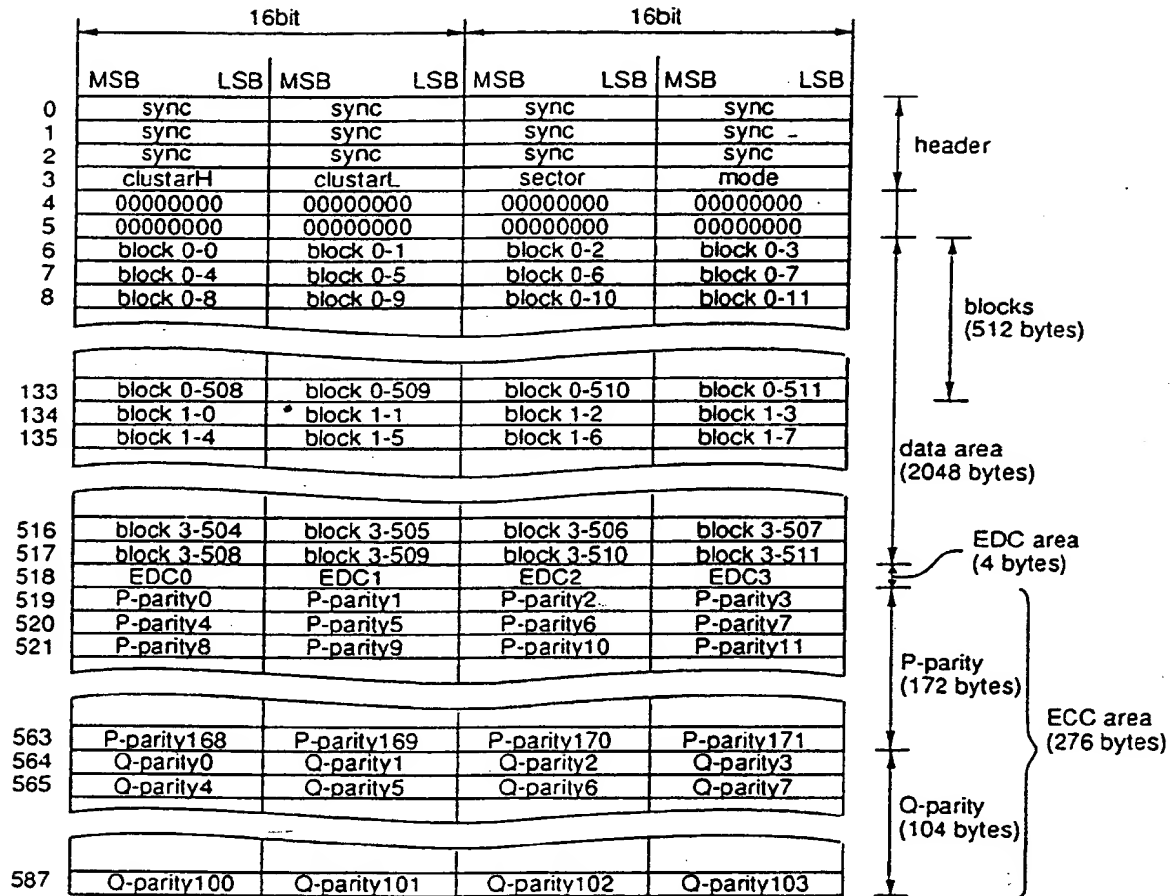 16bit 16bit
MSB LSB MSB LSB MSB LSB MSB LSB
0 sync sync sync sync
1 sync sync sync sync
2 sync sync sync sync
3 clustarH clustarL sector mode
header
4 00000000 00000000 00000000 00000000
5 00000000 00000000 00000000 00000000
6 block 0-0 block 0-1 block 0-2 block 0-3
7 block 0-4 block 0-5 block 0-6 block 0-7
8 block 0-8 block 0-9 block 0-10 block 0-11
blocks
(512 bytes)
133 block 0-508 block 0-509 block 0-510 block 0-511
134 block 1-0 block 1-1 block 1-2 block 1-3
135 block 1-4 block 1-5 block 1-6 block 1-7
data area
(2048 bytes)
516 block 3-504 block 3-505 block 3-506 block 3-507
517 block 3-508 block 3-509 block 3-510 block 3-511
518 EDC0 EDC1 EDC2 EDC3
EDC area
(4 bytes)
519 P-parity0 P-parity1 P-parity2 P-parity3
520 P-parity4 P-parity5 P-parity6 P-parity7
521 P-parity8 P-parity9 P-parity10 P-parity11
P-parity
(172 bytes)
ECC area
(276 bytes)
563 P-parity168 P-parity169 P-parity170 P-parity171
564 Q-parity0 Q-parity1 Q-parity2 Q-parity3
565 Q-parity4 Q-parity5 Q-parity6 Q-parity7
Q-parity
(104 bytes)
587 Q-parity100 Q-parity101 Q-parity102 Q-parity103